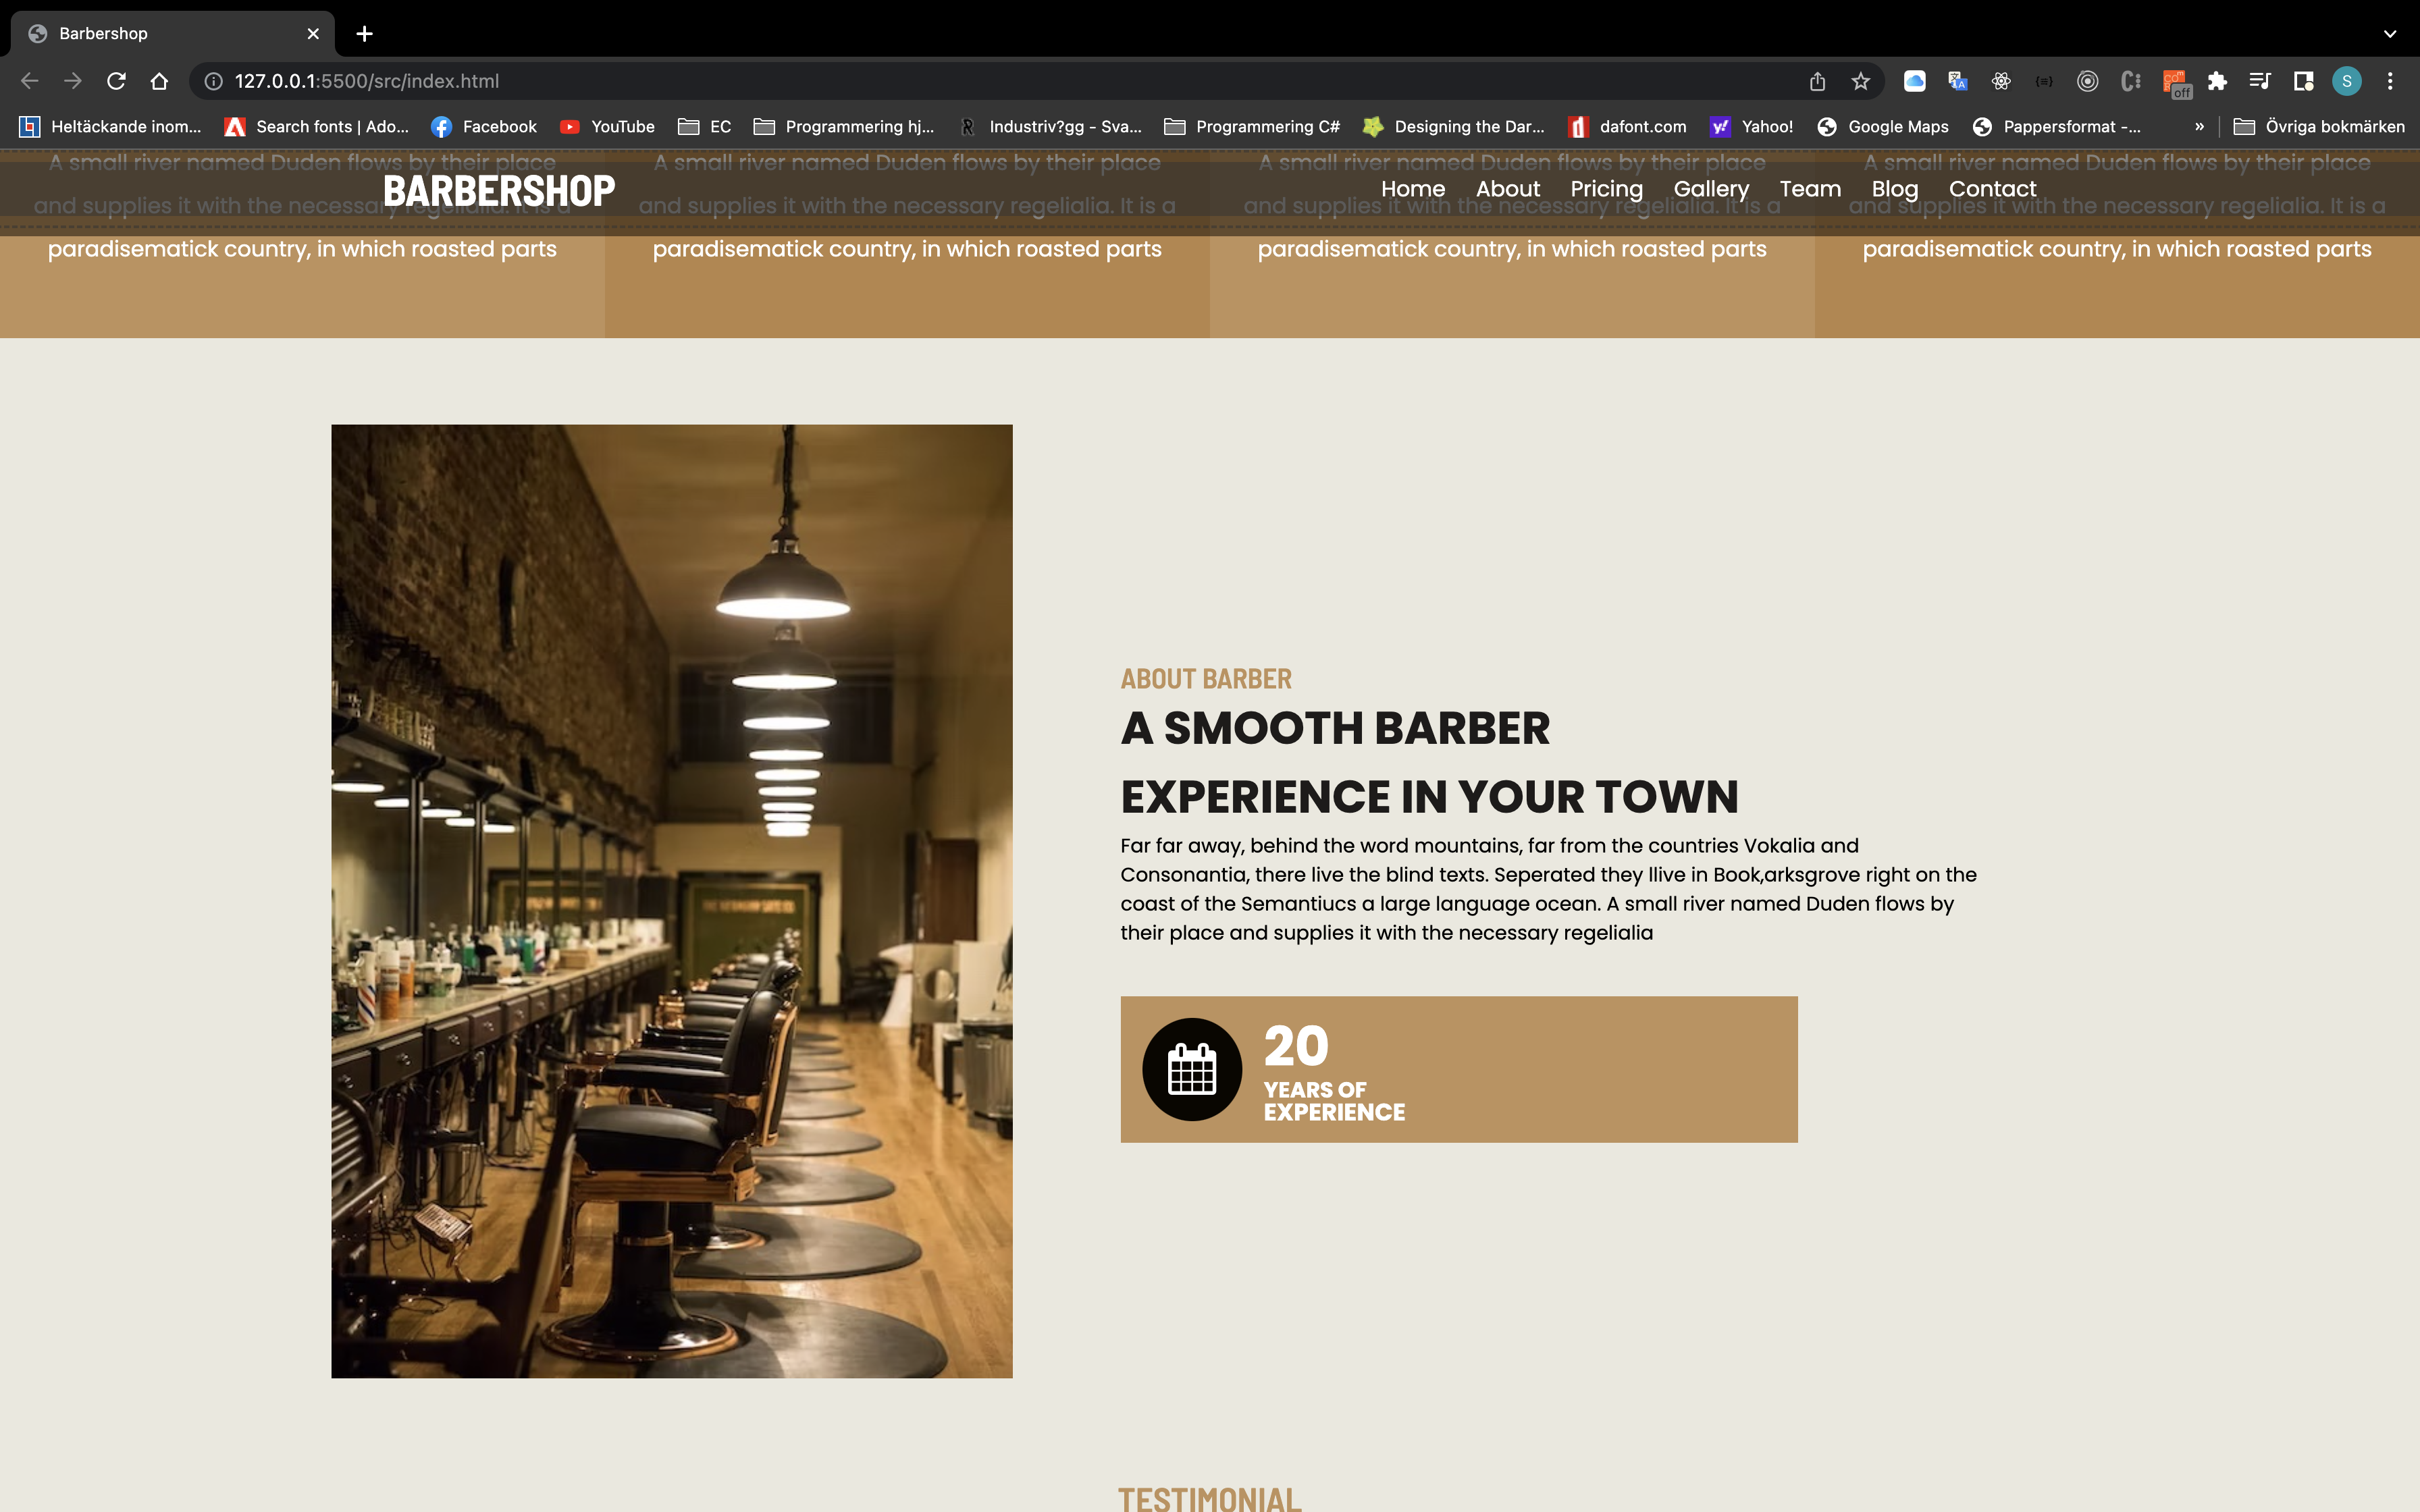 Barbershop
127.0.0.1:5500/src/index.html
off
S
Heltäckande inom... Search fonts | Ado... Facebook YouTube EC Programmering hj... Industriv?gg - Sva... Programmering C# Designing the Dar... dafont.com Yahoo! Google Maps Pappersformat -... » Övriga bokmärken
A small river named Duden flows by their place A small river named Duden flows by their place A small river named Duden flows by their place A small river named Duden flows by their place
BARBERSHOP Home About Pricing Gallery Team Blog Contact
and supplies it with the necessary regelialia. It is a and supplies it with the necessary regelialia. It is a and supplies it with the necessary regelialia. It is a and supplies it with the necessary regelialia. It is a
paradisematick country, in which roasted parts paradisematick country, in which roasted parts paradisematick country, in which roasted parts paradisematick country, in which roasted parts
ABOUT BARBER
A SMOOTH BARBER
EXPERIENCE IN YOUR TOWN
Far far away, behind the word mountains, far from the countries Vokalia and
Consonantia, there live the blind texts. Seperated they llive in Book,arksgrove right on the
coast of the Semantiucs a large language ocean. A small river named Duden flows by
their place and supplies it with the necessary regelialia
20
YEARS OF
EXPERIENCE
TESTIMONIAL